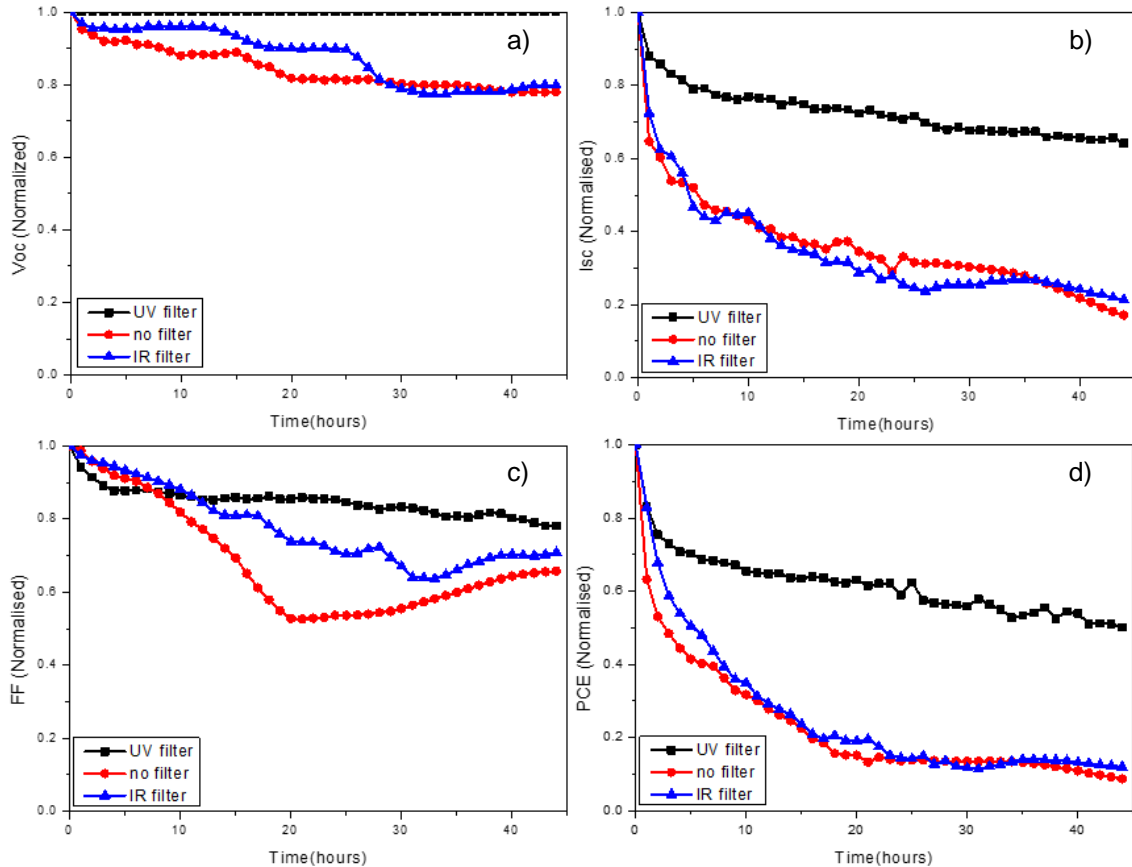 a)
1.0
0.8
0.6
0.4
0.2
0.0
Voc (Normalized)
UV filter
no filter
IR filter
0 10 20 30 40
Time(hours)
b)
1.0
0.8
0.6
0.4
0.2
0.0
Isc (Normalised)
UV filter
no filter
IR filter
0 10 20 30 40
Time(hours)
c)
1.0
0.8
0.6
0.4
0.2
0.0
FF (Normalised)
UV filter
no filter
IR filter
0 10 20 30 40
Time(hours)
d)
1.0
0.8
0.6
0.4
0.2
0.0
PCE (Normalised)
UV filter
no filter
IR filter
0 10 20 30 40
Time(hours)